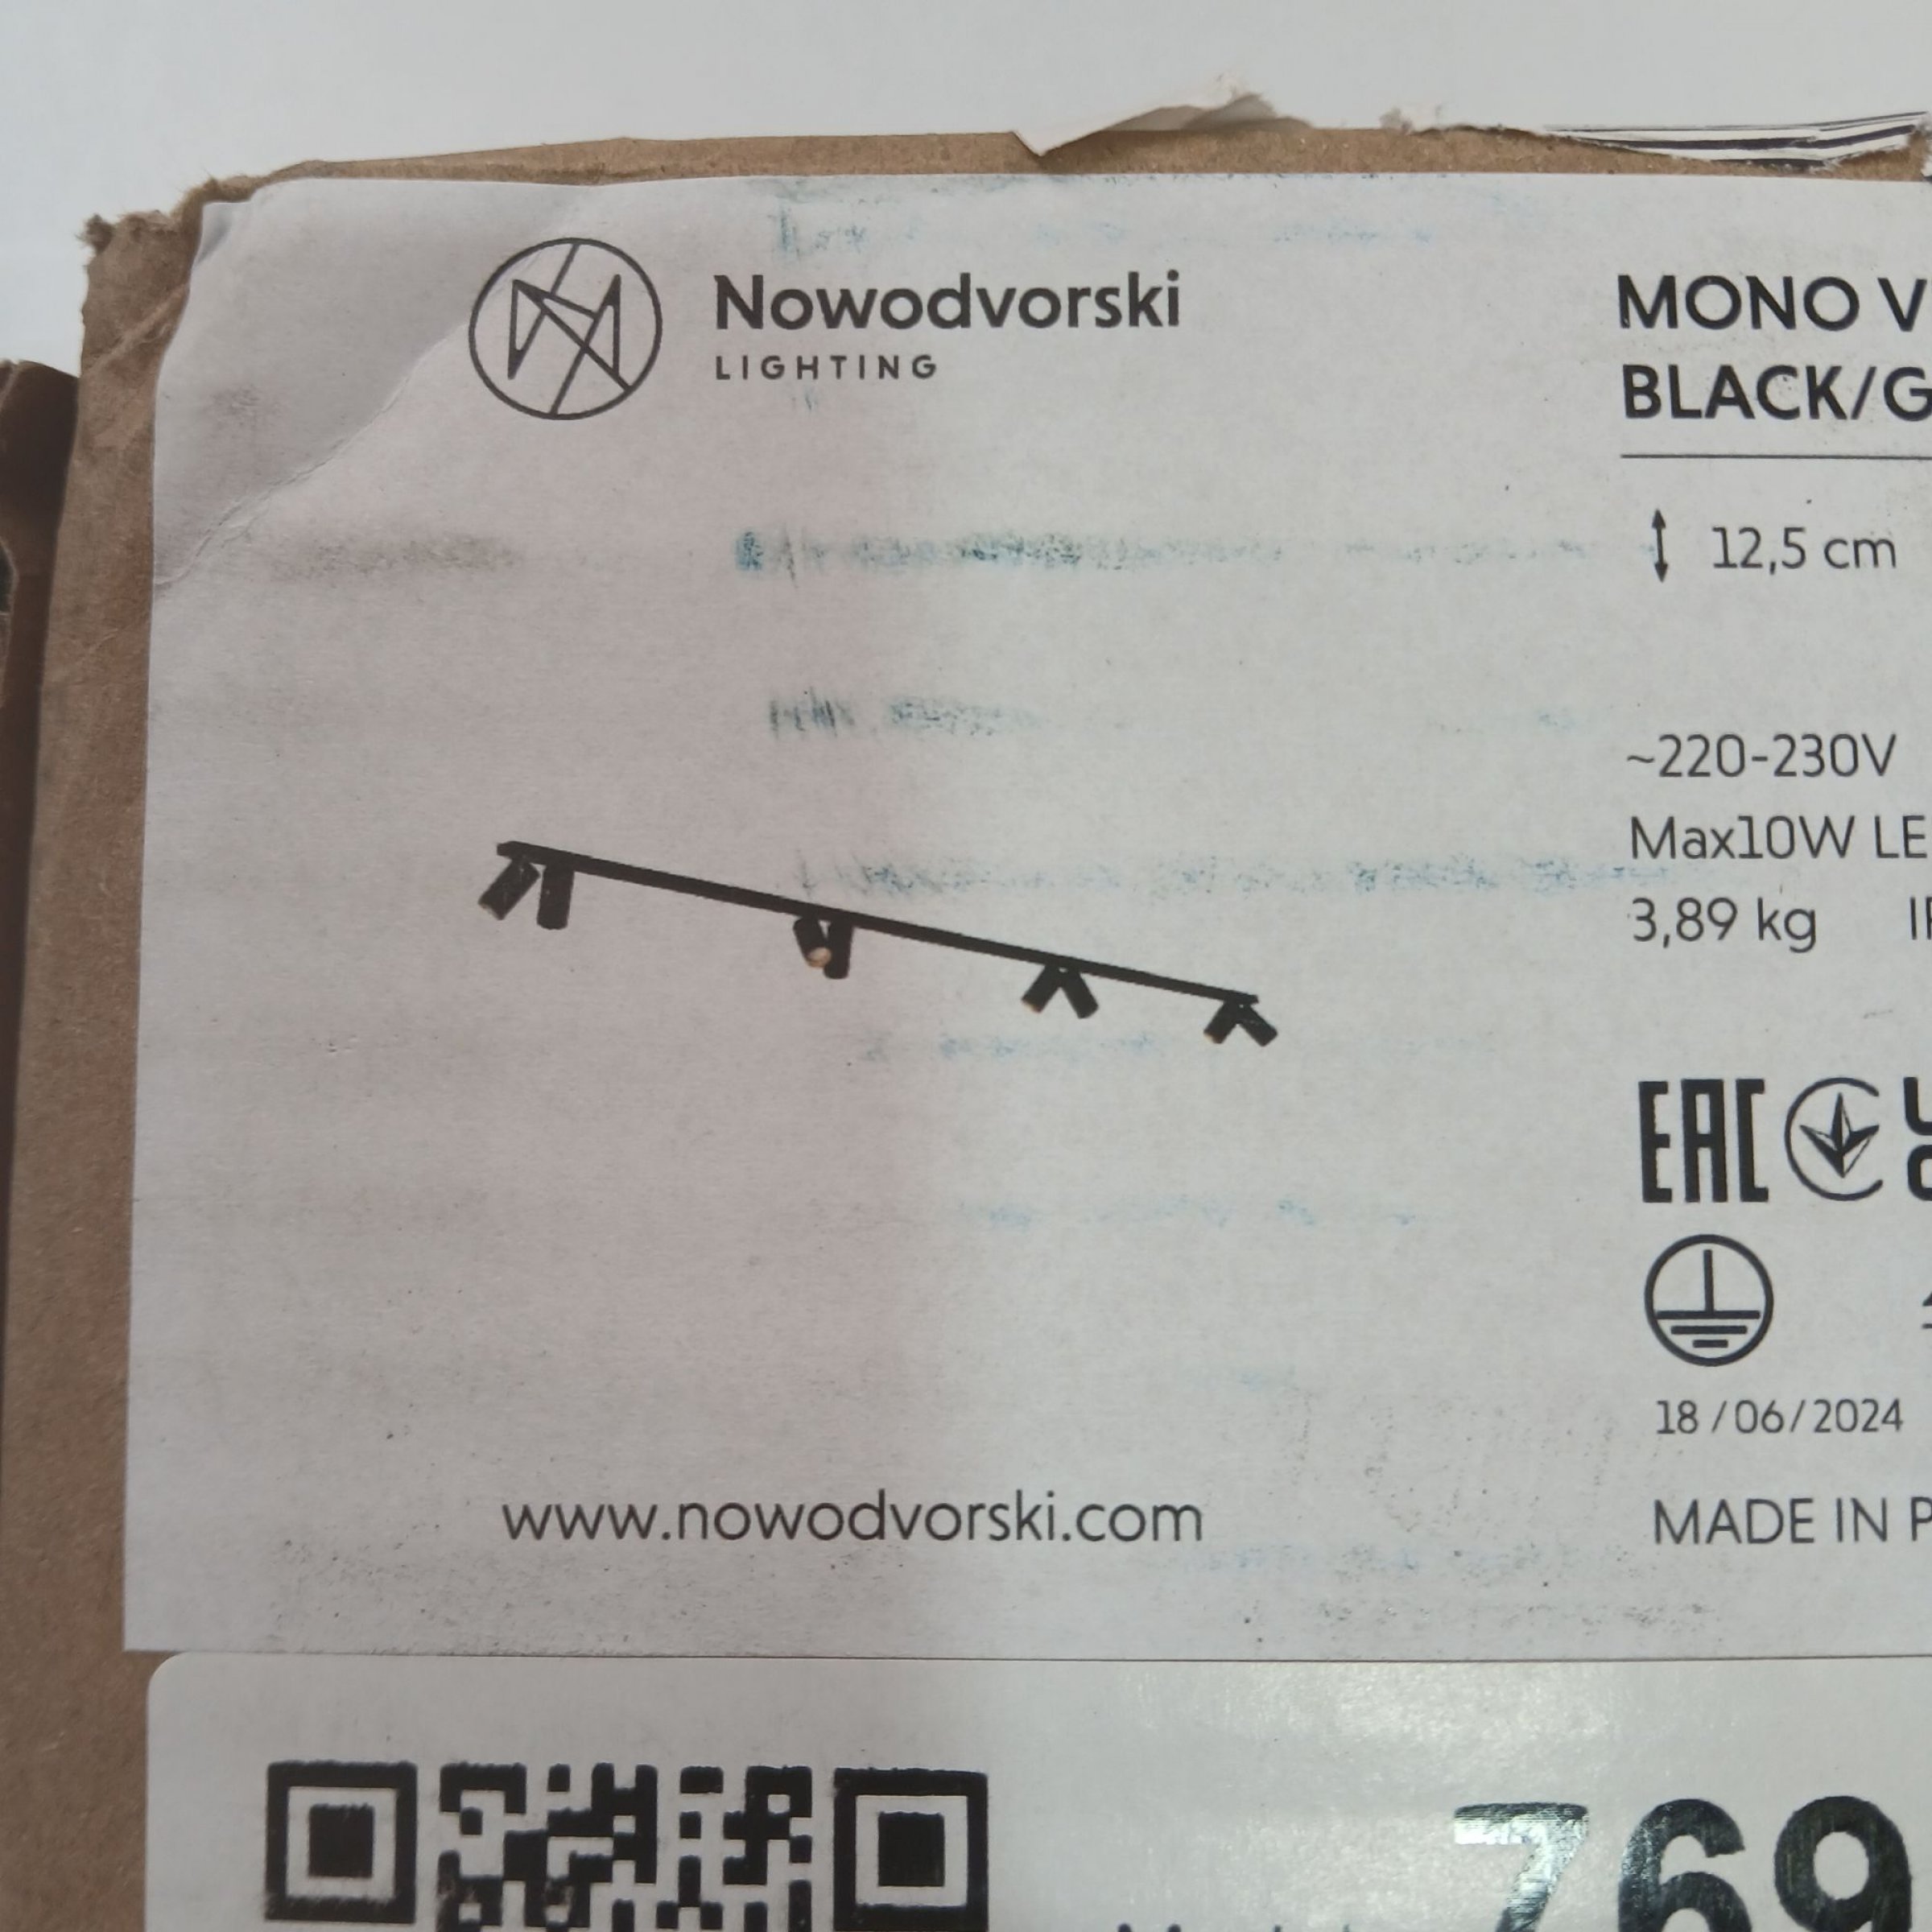 Nowodvorski
LIGHTING
MONO V
BLACK/G
12,5 cm
~220-230V
Max10W LE
3,89 kg
EAC
18/06/2024
www.nowodvorski.com
MADE IN P
769